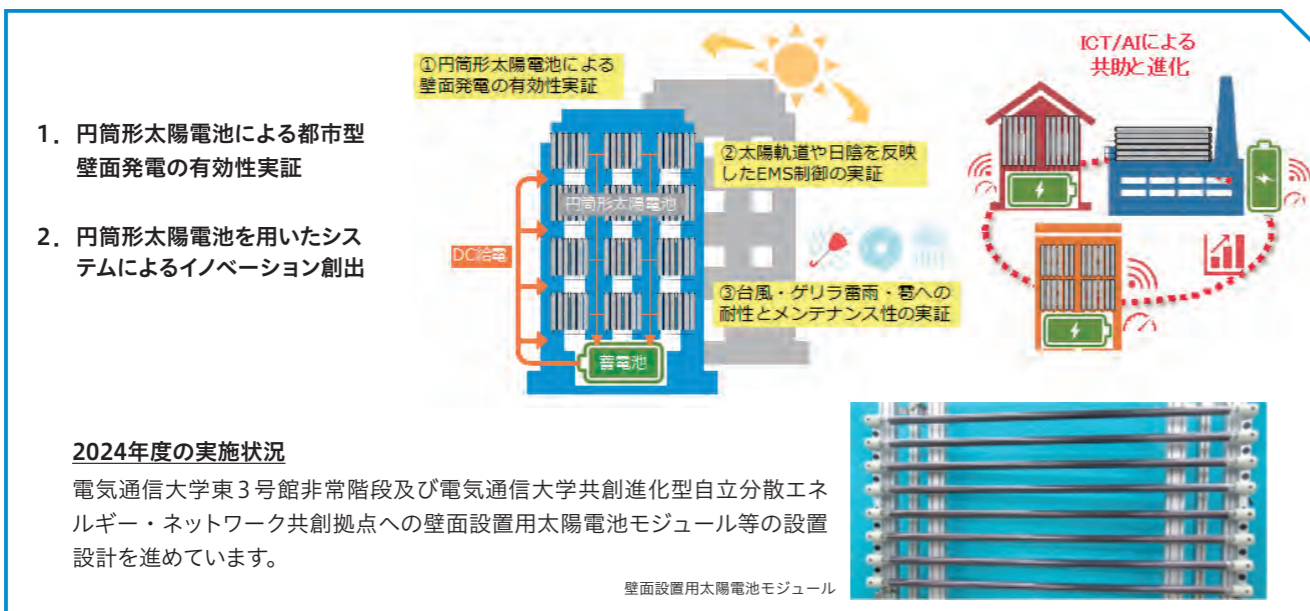 1. 円筒形太陽電池による都市型
壁面発電の有効性実証
2. 円筒形太陽電池を用いたシス
テムによるイノベーション創出
①円筒形太陽電池による
壁面発電の有効性実証
②太陽軌道や日陰を反映
したEMS制御の実証
③台風・ゲリラ雷雨・雹への
耐性とメンテナンス性の実証
円筒形太陽電池
DC給電
蓄電池
ICT/AIによる
共助と進化
2024年度の実施状況
電気通信大学東3号館非常階段及び電気通信大学共創進化型自立分散エネ
ルギー・ネットワーク共創拠点への壁面設置用太陽電池モジュール等の設置
設計を進めています。
壁面設置用太陽電池モジュール